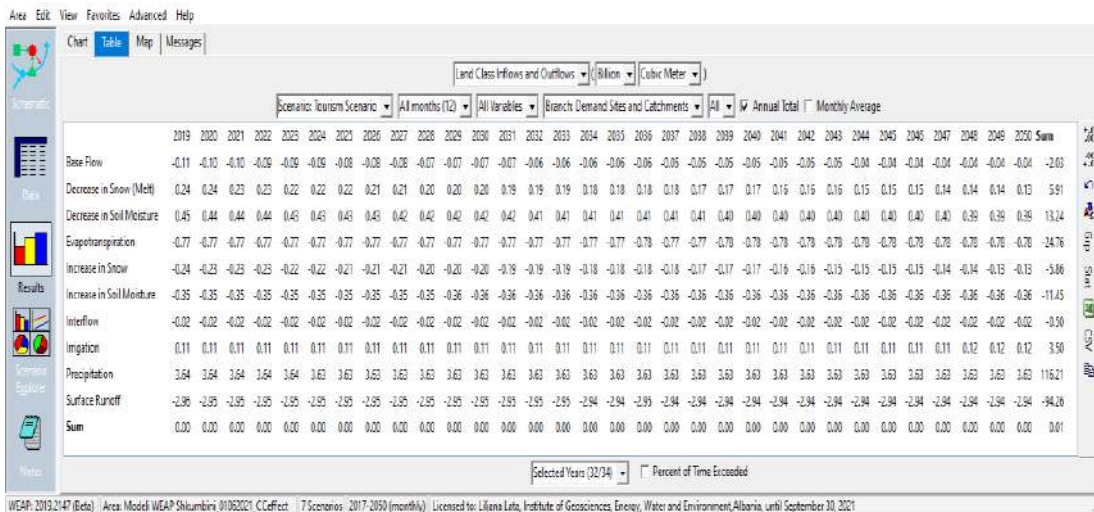 Area Edit View Favorites Advanced Help
Chart Table Map Messages
Land Class Inflows and Outflows ( Billion Cubic Meter )
Scenario: Tourism Scenario All months (12) All Variables Branch: Demand Sites and Catchments All Annual Total Monthly Average
2019 2020 2021 2022 2023 2024 2025 2026 2027 2028 2029 2030 2031 2032 2033 2034 2035 2036 2037 2038 2039 2040 2041 2042 2043 2044 2045 2046 2047 2048 2049 2050 Sum
Base Flow -0.11 -0.10 -0.10 -0.09 -0.09 -0.09 -0.08 -0.08 -0.08 -0.07 -0.07 -0.07 -0.07 -0.06 -0.06 -0.06 -0.06 -0.05 -0.05 -0.05 -0.05 -0.05 -0.05 -0.05 -0.05 -0.04 -0.04 -0.04 -0.04 -0.04 -0.04 -0.04 -2.03
Decrease in Snow (Melt) 0.24 0.24 0.23 0.23 0.22 0.22 0.22 0.21 0.21 0.20 0.20 0.20 0.19 0.19 0.19 0.18 0.18 0.18 0.18 0.17 0.17 0.17 0.16 0.16 0.16 0.15 0.15 0.15 0.14 0.14 0.14 0.13 5.91
Decrease in Soil Moisture 0.45 0.44 0.44 0.44 0.43 0.43 0.43 0.43 0.42 0.42 0.42 0.42 0.42 0.41 0.41 0.41 0.41 0.41 0.41 0.41 0.40 0.40 0.40 0.40 0.40 0.40 0.40 0.40 0.40 0.39 0.39 0.39 13.24
Evapotranspiration -0.77 -0.77 -0.77 -0.77 -0.77 -0.77 -0.77 -0.77 -0.77 -0.77 -0.77 -0.77 -0.77 -0.77 -0.77 -0.77 -0.77 -0.78 -0.77 -0.77 -0.78 -0.78 -0.78 -0.78 -0.78 -0.78 -0.78 -0.78 -0.78 -0.78 -0.78 -0.78 -24.76
Increase in Snow -0.24 -0.23 -0.23 -0.23 -0.22 -0.22 -0.21 -0.21 -0.21 -0.20 -0.20 -0.20 -0.19 -0.19 -0.19 -0.18 -0.18 -0.18 -0.18 -0.17 -0.17 -0.17 -0.16 -0.16 -0.15 -0.15 -0.15 -0.15 -0.14 -0.14 -0.13 -0.13 -5.86
Increase in Soil Moisture -0.35 -0.35 -0.35 -0.35 -0.35 -0.35 -0.35 -0.35 -0.35 -0.35 -0.36 -0.36 -0.36 -0.36 -0.36 -0.36 -0.36 -0.36 -0.36 -0.36 -0.36 -0.36 -0.36 -0.36 -0.36 -0.36 -0.36 -0.36 -0.36 -0.36 -0.36 -0.36 -11.45
Interflow -0.02 -0.02 -0.02 -0.02 -0.02 -0.02 -0.02 -0.02 -0.02 -0.02 -0.02 -0.02 -0.02 -0.02 -0.02 -0.02 -0.02 -0.02 -0.02 -0.02 -0.02 -0.02 -0.02 -0.02 -0.02 -0.02 -0.02 -0.02 -0.02 -0.02 -0.02 -0.02 -0.50
Irrigation 0.11 0.11 0.11 0.11 0.11 0.11 0.11 0.11 0.11 0.11 0.11 0.11 0.11 0.11 0.11 0.11 0.11 0.11 0.11 0.11 0.11 0.11 0.11 0.11 0.11 0.11 0.11 0.11 0.11 0.12 0.12 0.12 3.50
Precipitation 3.64 3.64 3.64 3.64 3.64 3.63 3.63 3.63 3.63 3.63 3.63 3.63 3.63 3.63 3.63 3.63 3.63 3.63 3.63 3.63 3.63 3.63 3.63 3.63 3.63 3.63 3.63 3.63 3.63 3.63 3.63 3.63 116.21
Surface Runoff -2.96 -2.95 -2.95 -2.95 -2.95 -2.95 -2.95 -2.95 -2.95 -2.95 -2.95 -2.95 -2.95 -2.95 -2.95 -2.94 -2.94 -2.95 -2.94 -2.94 -2.94 -2.94 -2.94 -2.94 -2.94 -2.94 -2.94 -2.94 -2.94 -2.94 -2.94 -2.94 -94.26
Sum 0.00 0.00 0.00 0.00 0.00 0.00 0.00 0.00 0.00 0.00 0.00 0.00 0.00 0.00 0.00 0.00 0.00 0.00 0.00 0.00 0.00 0.00 0.00 0.00 0.00 0.00 0.00 0.00 0.00 0.00 0.00 0.00 0.01
Selected Years (32/34) Percent of Time Exceeded
Schematic
Data
Results
Scenario Explorer
Notes
Stat
CSV
WEAP: 2019.2147 (Beta) Area: Modeli WEAP Shkumbini_01062021_CCeffect 7 Scenarios 2017-2050 (monthly) Licensed to: Liljana Lata, Institute of Geosciences, Energy, Water and Environment, Albania, until September 30, 2021